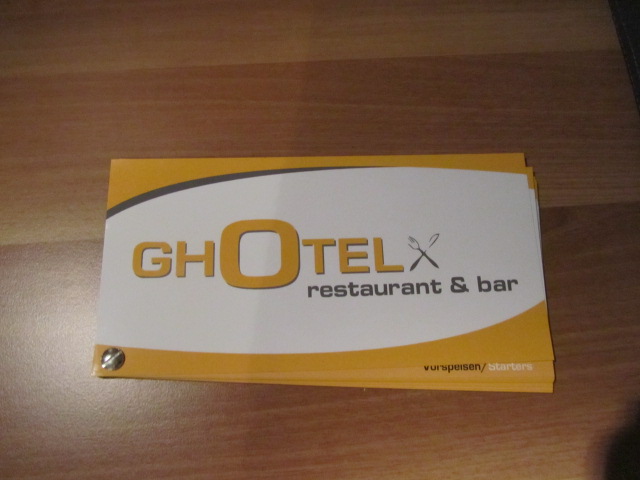 GHOTEL
restaurant & bar
Vorspeisen/Starters